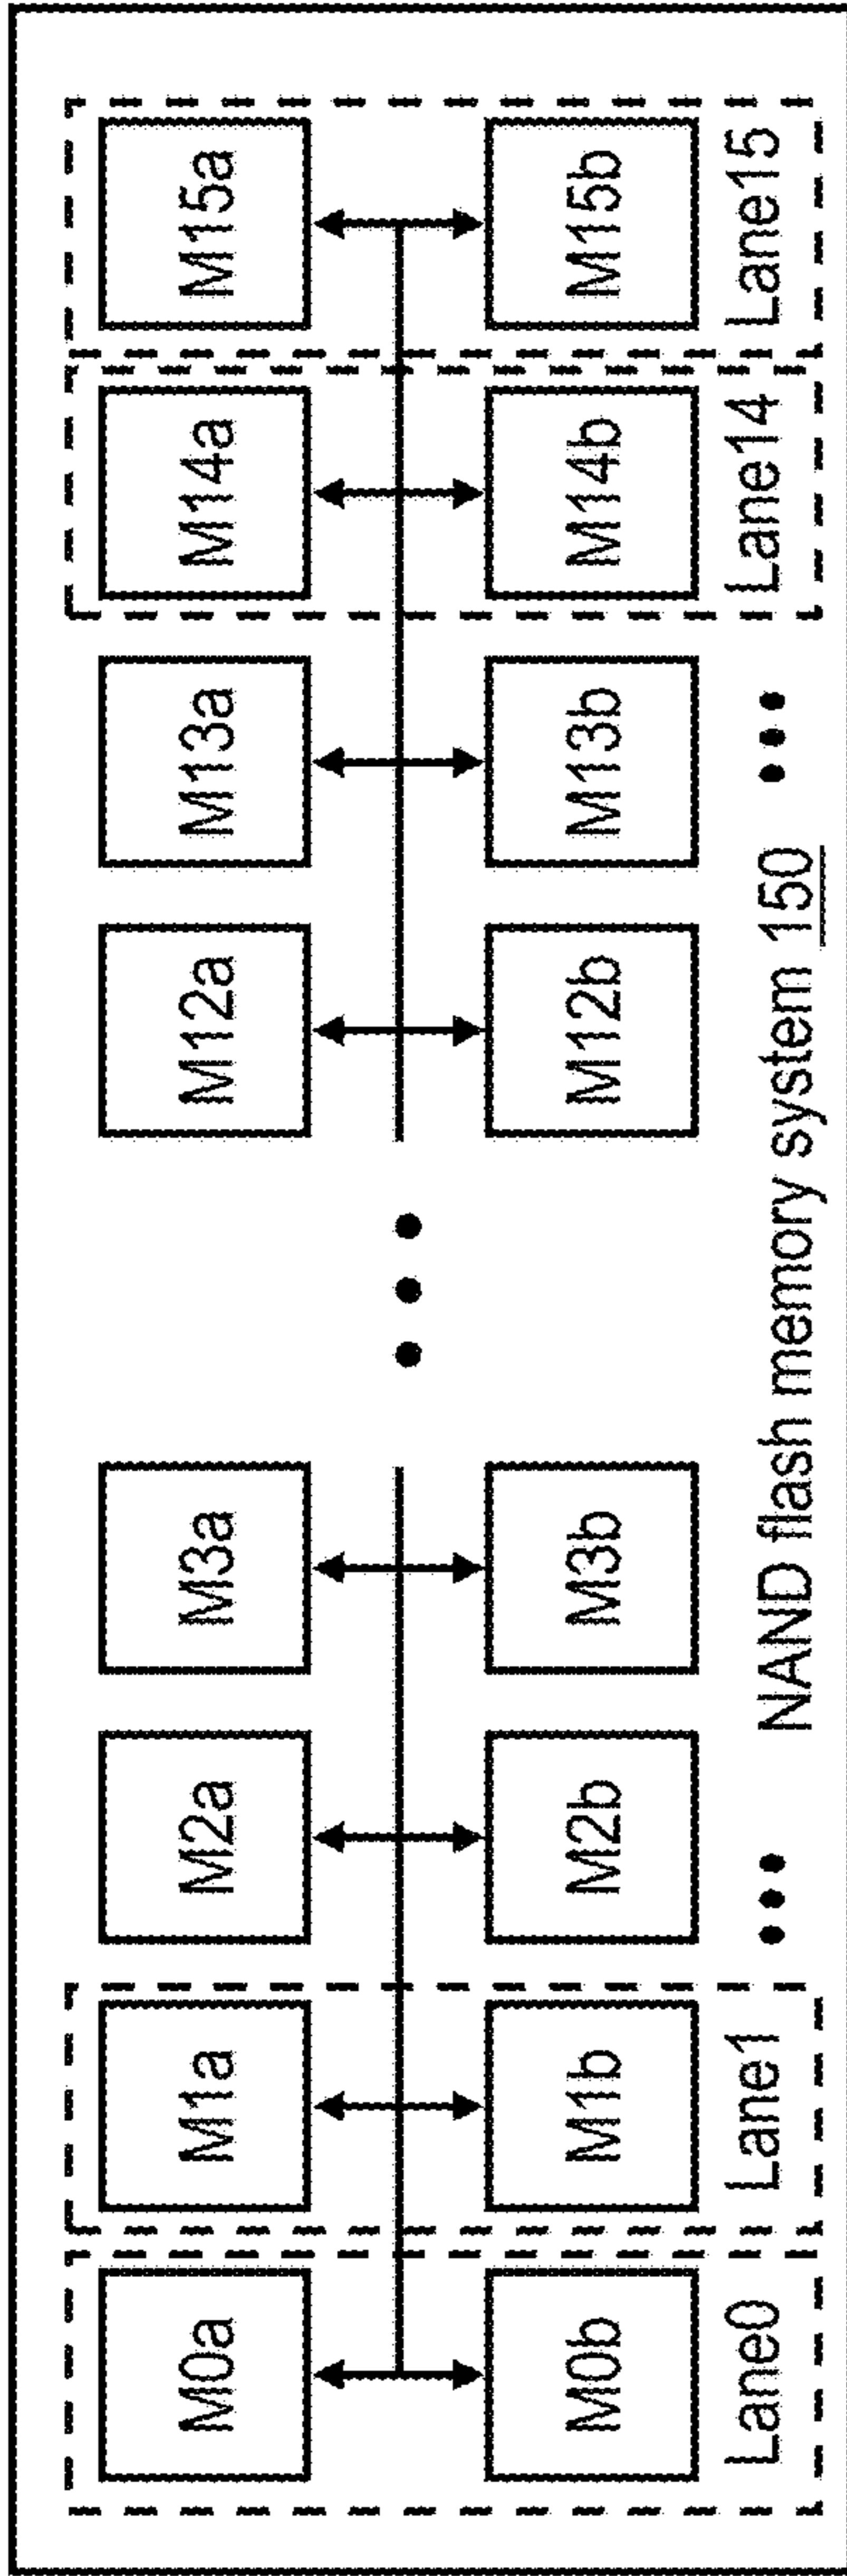 M0a M1a M2a M3a M12a M13a M14a M15a
M0b M1b M2b M3b M12b M13b M14b M15b
Lane0 Lane1 ••• NAND flash memory system 150 ••• Lane14 Lane15